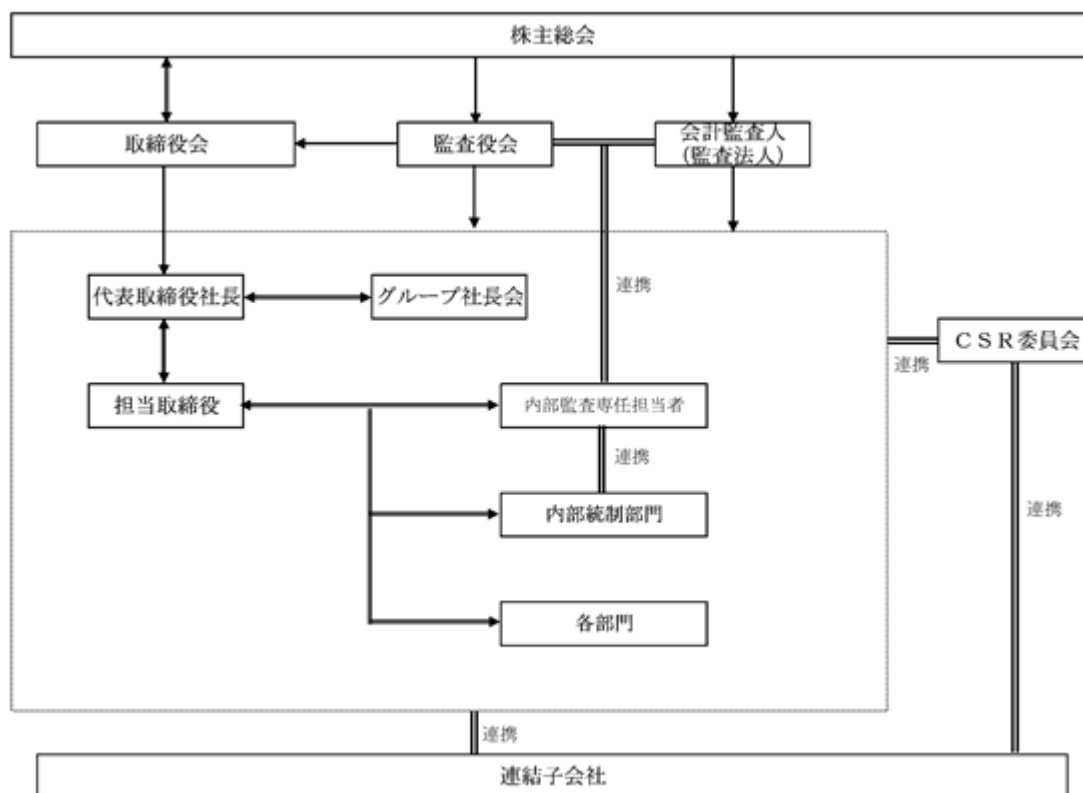 株主総会
取締役会
監査役会
会計監査人
(監査法人)
連携
代表取締役社長
グループ社長会
CSR委員会
連携
担当取締役
内部監査専任担当者
連携
内部統制部門
連携
各部門
連携
連結子会社